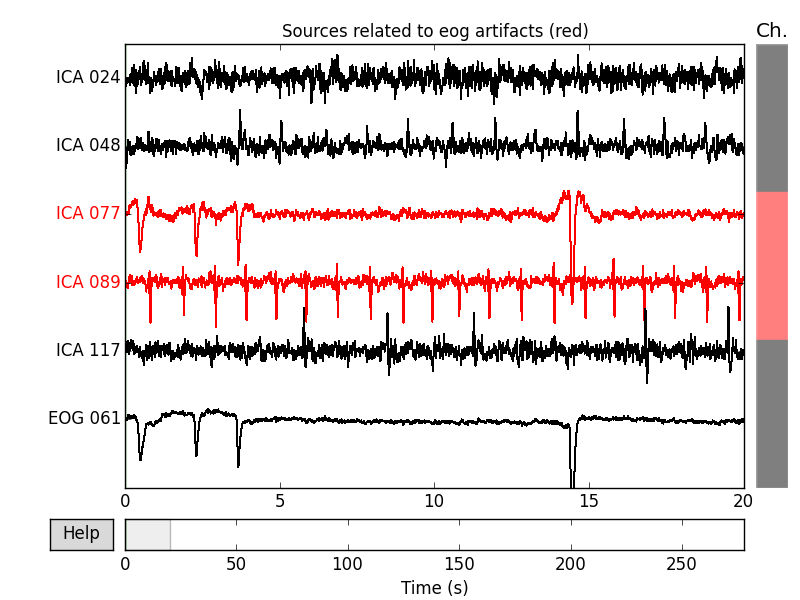 Sources related to eog artifacts (red)
Ch.
ICA 024
ICA 048
ICA 077
ICA 089
ICA 117
EOG 061
0 5 10 15 20
Help
0 50 100 150 200 250
Time (s)